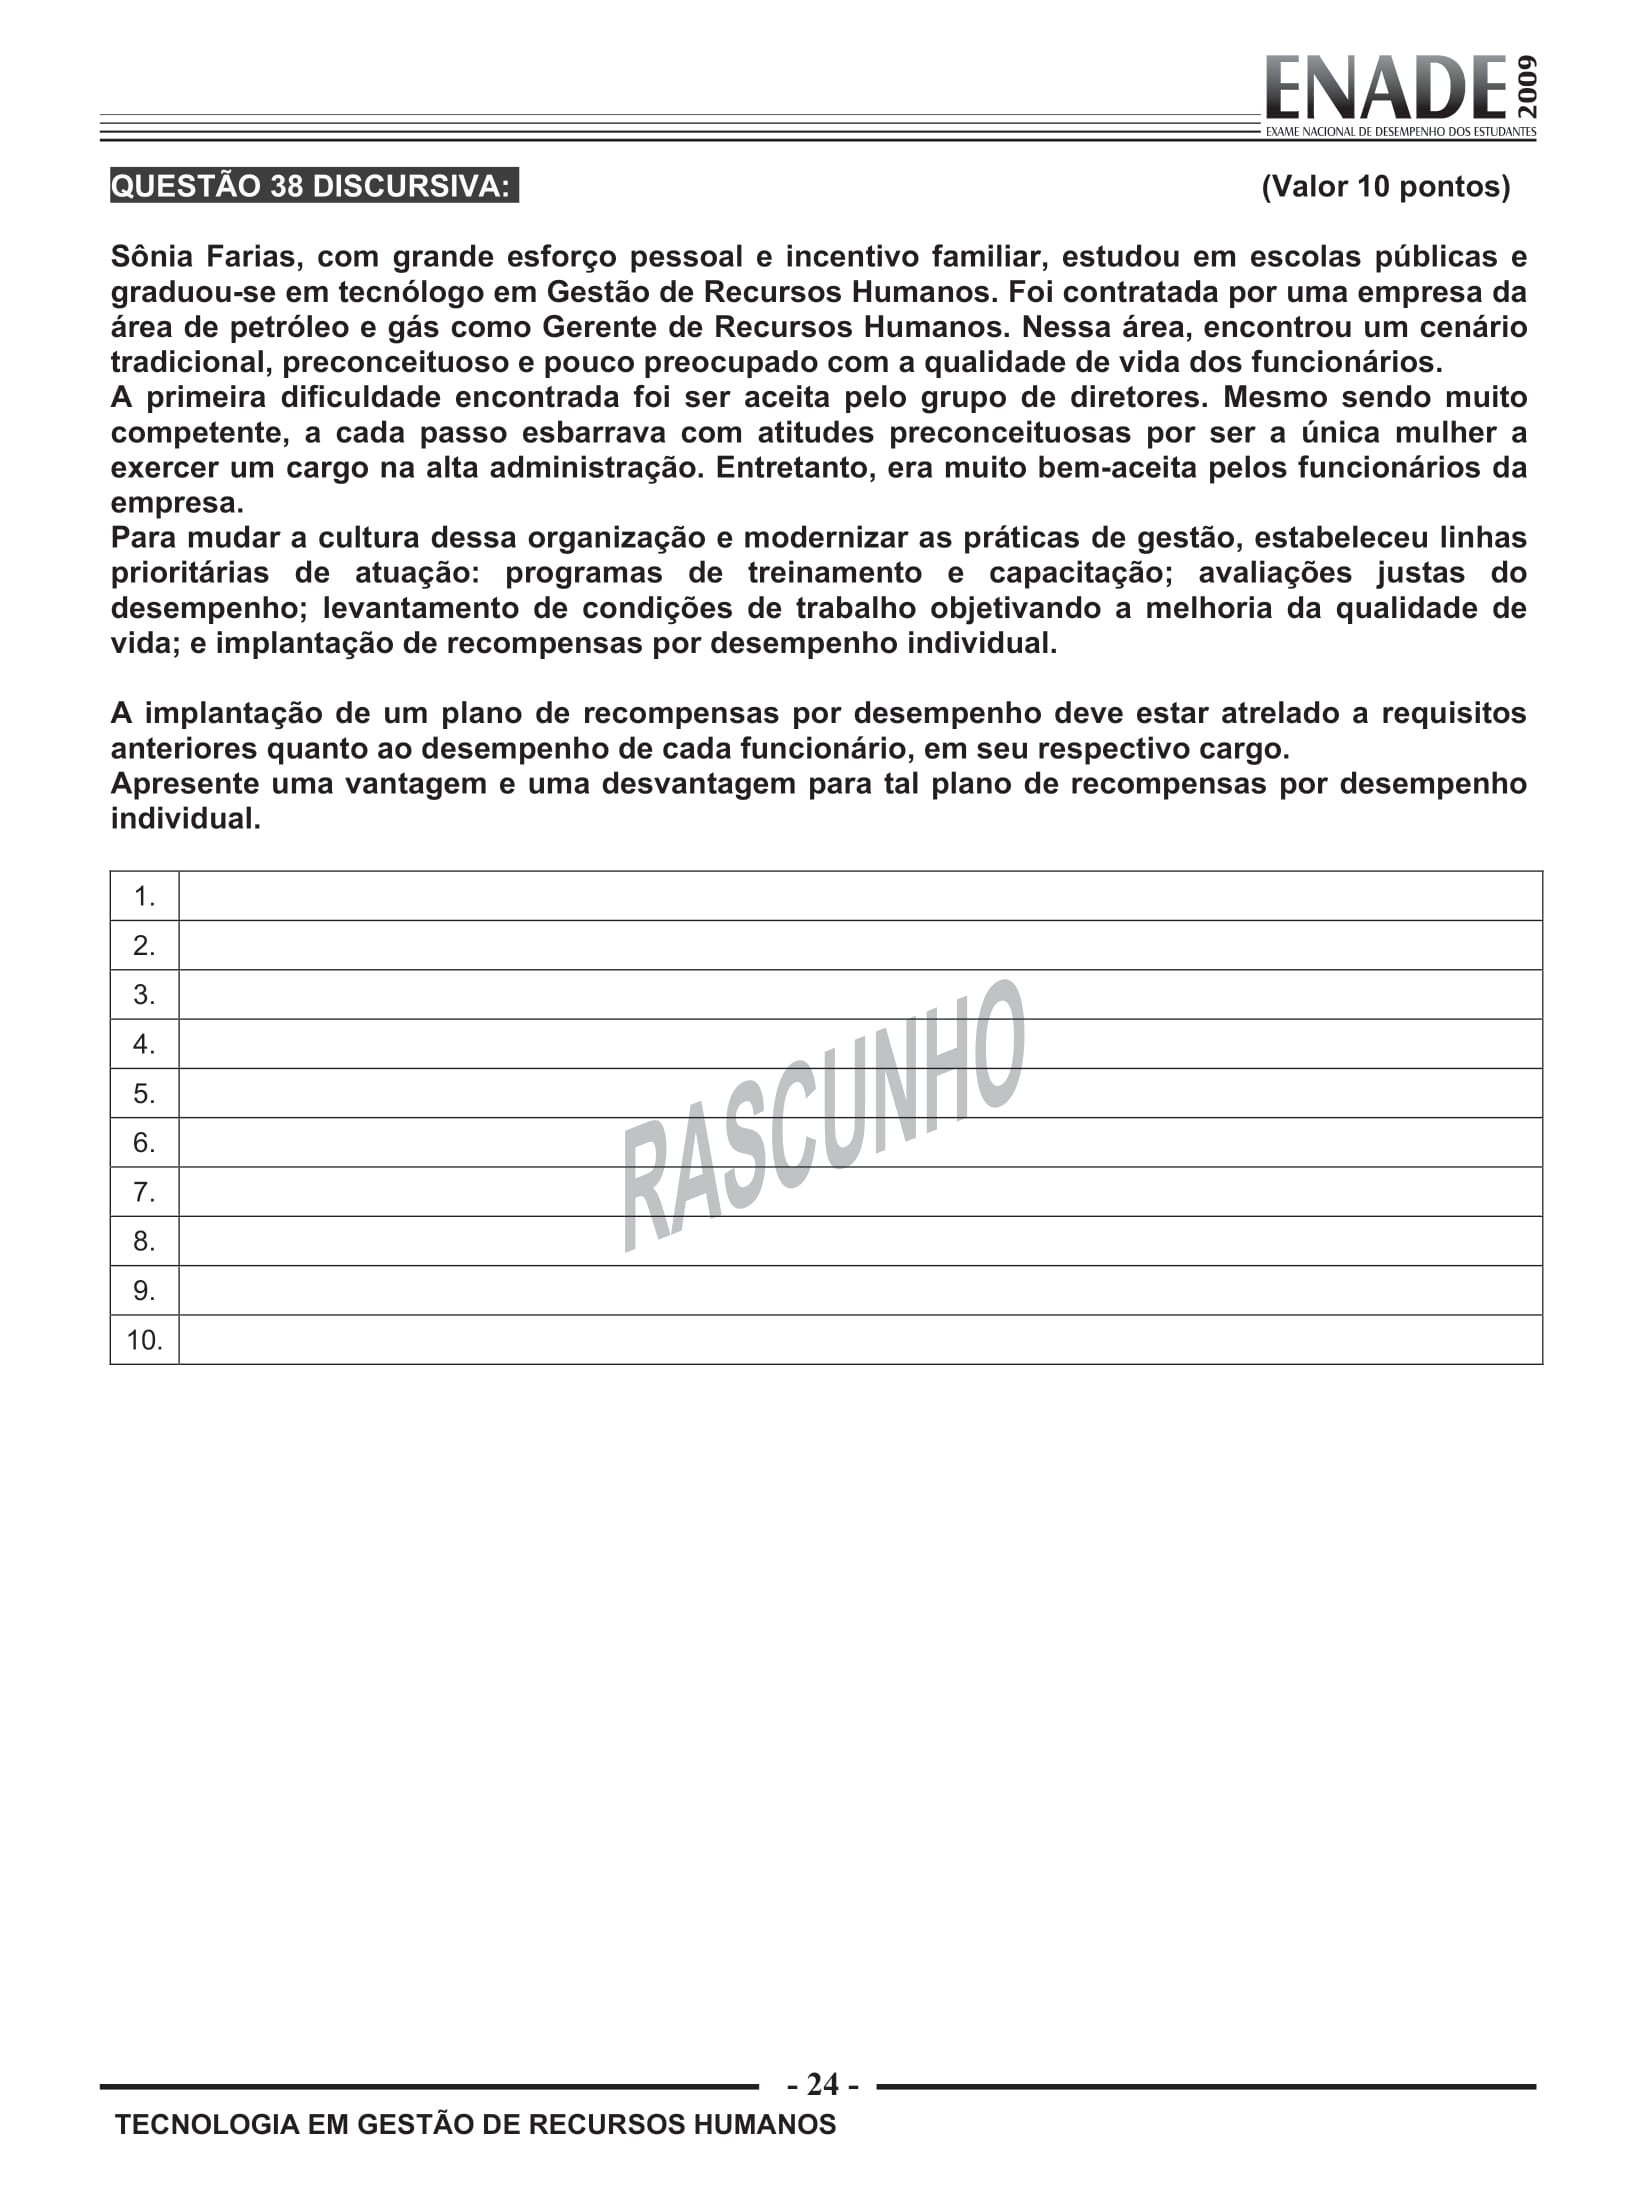 ENADE 2009
EXAME NACIONAL DE DESEMPENHO DOS ESTUDANTES
QUESTÃO 38 DISCURSIVA: (Valor 10 pontos)
Sônia Farias, com grande esforço pessoal e incentivo familiar, estudou em escolas públicas e
graduou-se em tecnólogo em Gestão de Recursos Humanos. Foi contratada por uma empresa da
área de petróleo e gás como Gerente de Recursos Humanos. Nessa área, encontrou um cenário
tradicional, preconceituoso e pouco preocupado com a qualidade de vida dos funcionários.
A primeira dificuldade encontrada foi ser aceita pelo grupo de diretores. Mesmo sendo muito
competente, a cada passo esbarrava com atitudes preconceituosas por ser a única mulher a
exercer um cargo na alta administração. Entretanto, era muito bem-aceita pelos funcionários da
empresa.
Para mudar a cultura dessa organização e modernizar as práticas de gestão, estabeleceu linhas
prioritárias de atuação: programas de treinamento e capacitação; avaliações justas do
desempenho; levantamento de condições de trabalho objetivando a melhoria da qualidade de
vida; e implantação de recompensas por desempenho individual.
A implantação de um plano de recompensas por desempenho deve estar atrelado a requisitos
anteriores quanto ao desempenho de cada funcionário, em seu respectivo cargo.
Apresente uma vantagem e uma desvantagem para tal plano de recompensas por desempenho
individual.
1.
2.
3.
4.
5.
6.
7.
8.
9.
10.
RASCUNHO
- 24 -
TECNOLOGIA EM GESTÃO DE RECURSOS HUMANOS